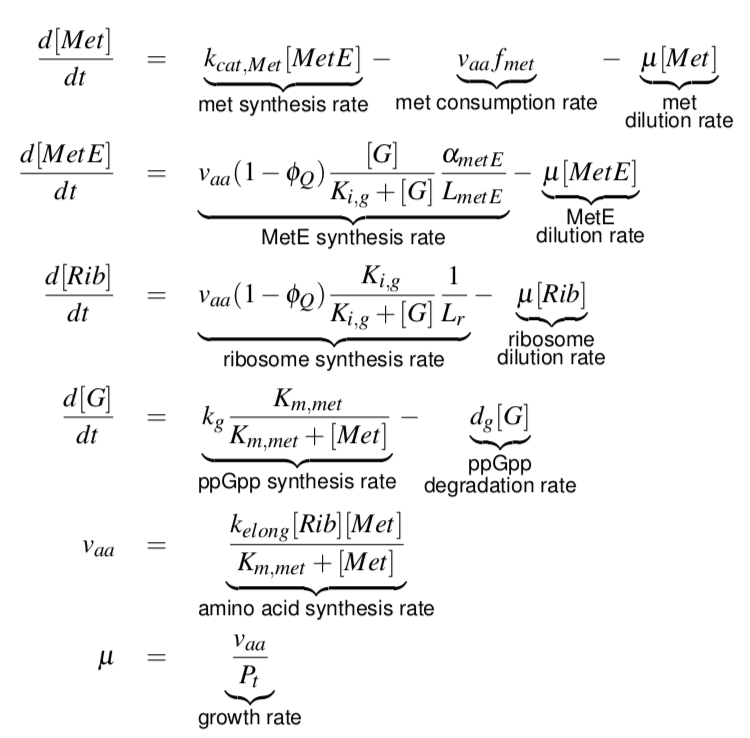 d[Met]/dt = k_{cat,Met}[MetE] − v_{aa} f_{met} − μ[Met]
met synthesis rate met consumption rate met dilution rate
d[MetE]/dt = v_{aa}(1 − ϕ_Q) [G]/(K_{i,g} + [G]) α_{metE}/L_{metE} − μ[MetE]
MetE synthesis rate MetE dilution rate
d[Rib]/dt = v_{aa}(1 − ϕ_Q) K_{i,g}/(K_{i,g} + [G]) 1/L_r − μ[Rib]
ribosome synthesis rate ribosome dilution rate
d[G]/dt = k_g K_{m,met}/(K_{m,met} + [Met]) − d_g[G]
ppGpp synthesis rate ppGpp degradation rate
v_{aa} = k_{elong}[Rib][Met]/(K_{m,met} + [Met])
amino acid synthesis rate
μ = v_{aa}/P_t
growth rate